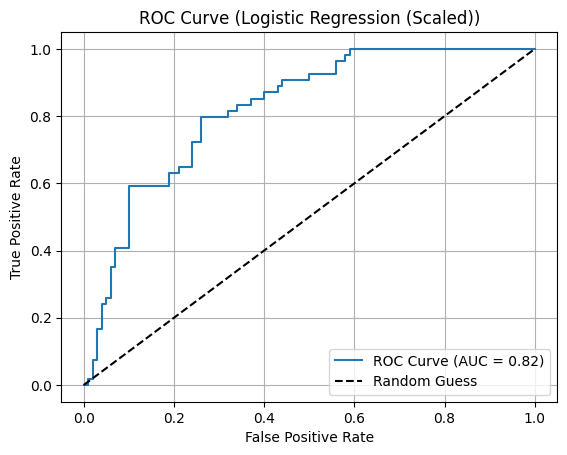 ROC Curve (Logistic Regression (Scaled))
1.0
0.8
0.6
0.4
0.2
0.0
True Positive Rate
0.0 0.2 0.4 0.6 0.8 1.0
False Positive Rate
ROC Curve (AUC = 0.82)
Random Guess